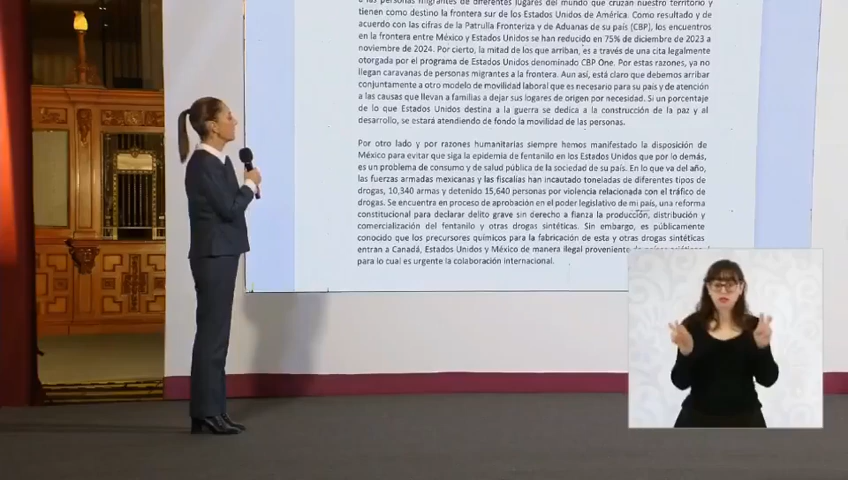 a las personas migrantes de diferentes lugares del mundo que cruzan nuestro territorio y
tienen como destino la frontera sur de los Estados Unidos de América. Como resultado y de
acuerdo con las cifras de la Patrulla Fronteriza y de Aduanas de su país (CBP), los encuentros
en la frontera entre México y Estados Unidos se han reducido en 75% de diciembre de 2023 a
noviembre de 2024. Por cierto, la mitad de los que arriban, es a través de una cita legalmente
otorgada por el programa de Estados Unidos denominado CBP One. Por estas razones, ya no
llegan caravanas de personas migrantes a la frontera. Aun así, está claro que debemos arribar
conjuntamente a otro modelo de movilidad laboral que es necesario para su país y de atención
a las causas que llevan a familias a dejar sus lugares de origen por necesidad. Si un porcentaje
de lo que Estados Unidos destina a la guerra se dedica a la construcción de la paz y al
desarrollo, se estará atendiendo de fondo la movilidad de las personas.
Por otro lado y por razones humanitarias siempre hemos manifestado la disposición de
México para evitar que siga la epidemia de fentanilo en los Estados Unidos que por lo demás,
es un problema de consumo y de salud pública de la sociedad de su país. En lo que va del año,
las fuerzas armadas mexicanas y las fiscalías han incautado toneladas de diferentes tipos de
drogas, 10,340 armas y detenido 15,640 personas por violencia relacionada con el tráfico de
drogas. Se encuentra en proceso de aprobación en el poder legislativo de mi país, una reforma
constitucional para declarar delito grave sin derecho a fianza la producción, distribución y
comercialización del fentanilo y otras drogas sintéticas. Sin embargo, es públicamente
conocido que los precursores químicos para la fabricación de esta y otras drogas sintéticas
entran a Canadá, Estados Unidos y México de manera ilegal proveniente de países asiáticos
para lo cual es urgente la colaboración internacional.